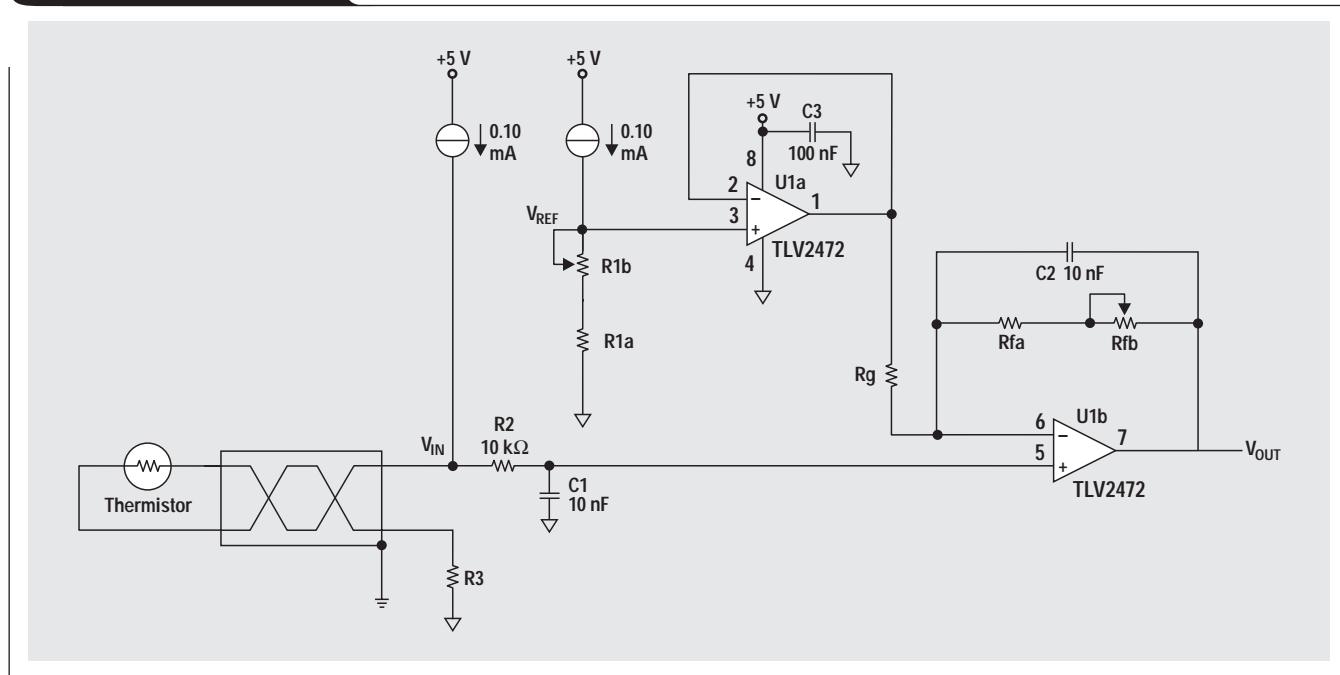 +5 V
+5 V
0.10
mA
0.10
mA
+5 V
C3
100 nF
8
U1a
2
1
−
3
+
V_REF
TLV2472
4
R1b
R1a
C2 10 nF
Rfa
Rfb
Rg
R2
10 kΩ
V_IN
6
U1b
7
−
5
+
V_OUT
TLV2472
C1
10 nF
Thermistor
R3